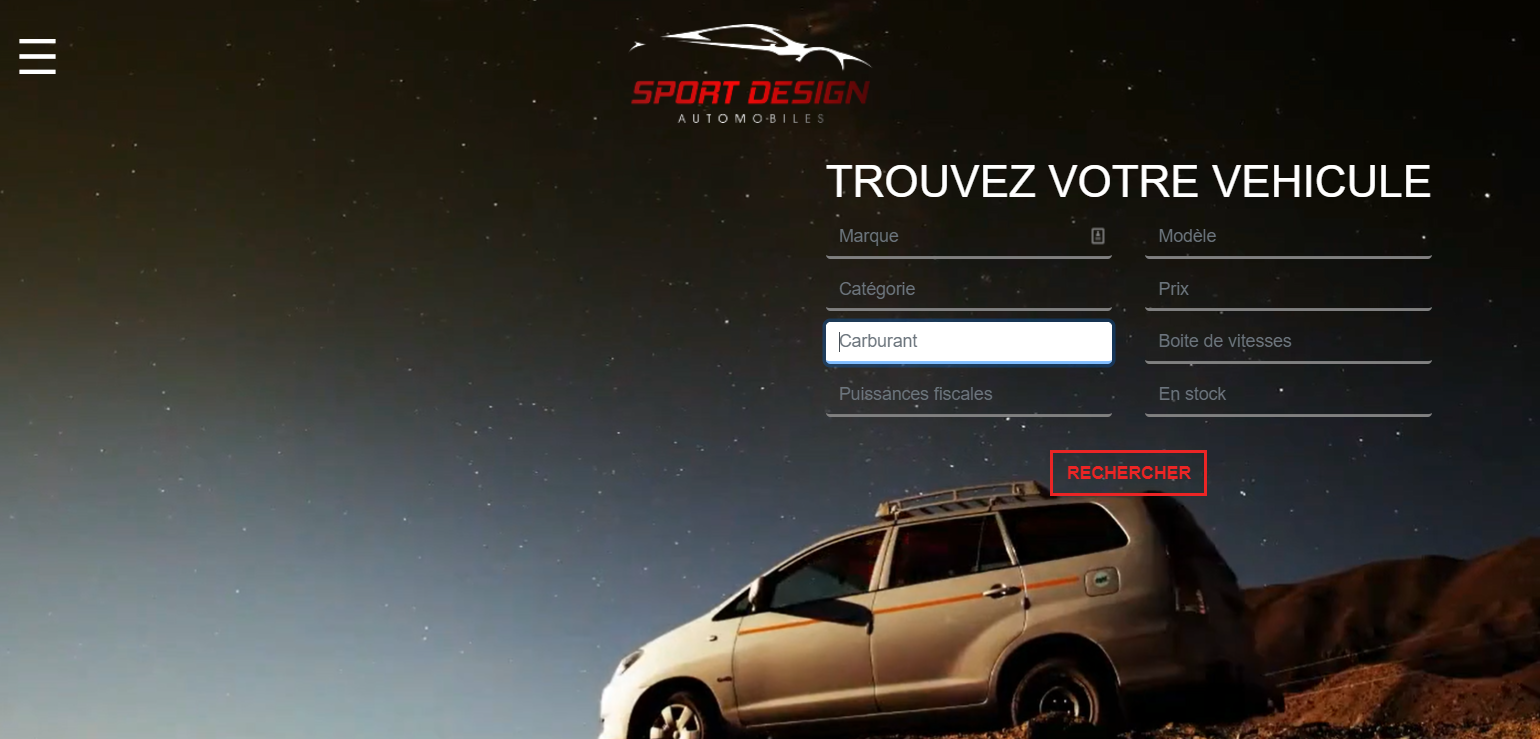 SPORT DESIGN
AUTOMOBILES
TROUVEZ VOTRE VEHICULE
Marque
Modèle
Catégorie
Prix
Carburant
Boite de vitesses
Puissances fiscales
En stock
RECHERCHER